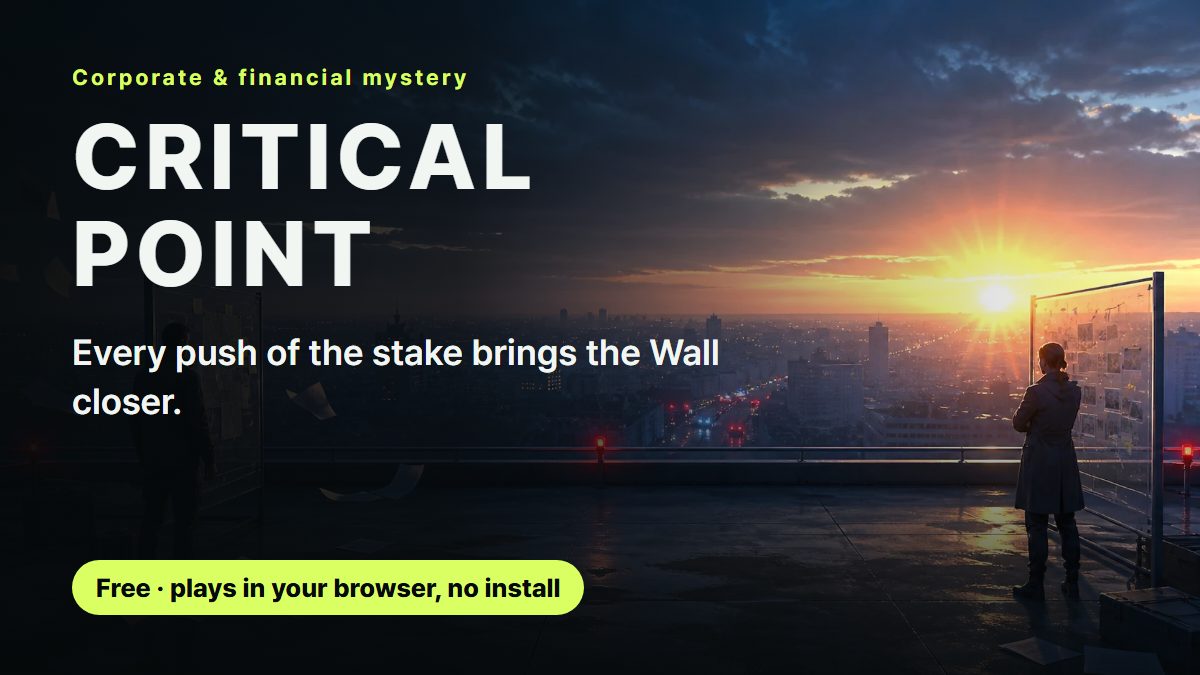 Corporate & financial mystery
CRITICAL
POINT
Every push of the stake brings the Wall
closer.
Free · plays in your browser, no install